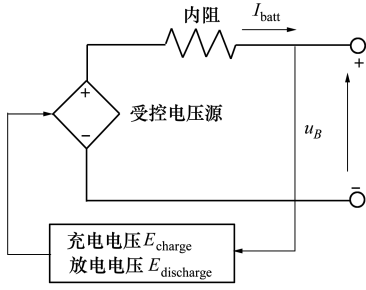 内阻
I_batt
+
受控电压源
−
u_B
+
−
充电电压 E_charge
放电电压 E_discharge